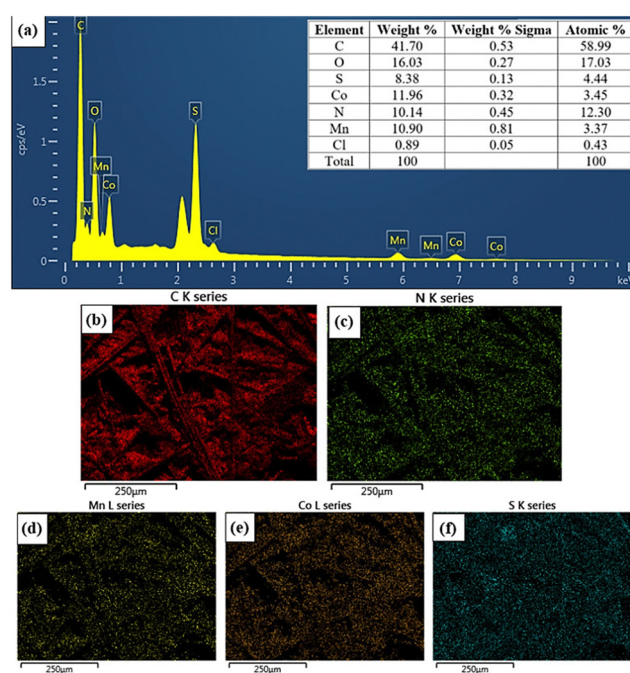 (a)
Element Weight % Weight % Sigma Atomic %
C 41.70 0.53 58.99
O 16.03 0.27 17.03
S 8.38 0.13 4.44
Co 11.96 0.32 3.45
N 10.14 0.45 12.30
Mn 10.90 0.81 3.37
Cl 0.89 0.05 0.43
Total 100 100
C
O
S
Mn
Co
N
Cl
Mn
Mn
Co
Co
cps/eV
1.5
1
0.5
0
0 1 2 3 4 5 6 7 8 9 keV
C K series
N K series
(b)
(c)
250µm
250µm
Mn L series
Co L series
S K series
(d)
(e)
(f)
250µm
250µm
250µm